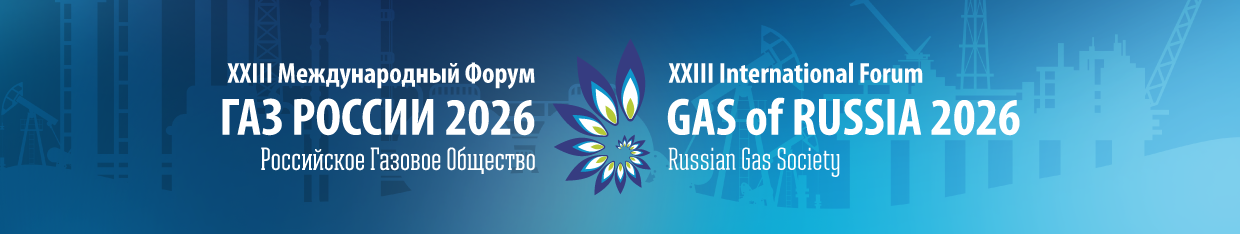 XXIII Международный Форум
ГАЗ РОССИИ 2026
Российское Газовое Общество
XXIII International Forum
GAS of RUSSIA 2026
Russian Gas Society